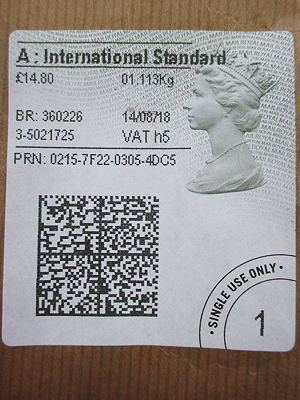 A : International Standard
£14.80 01.113Kg
BR: 360226 14/08/18
3-5021725 VAT h5
PRN: 0215-7F22-0305-4DC5
• SINGLE USE ONLY •
1